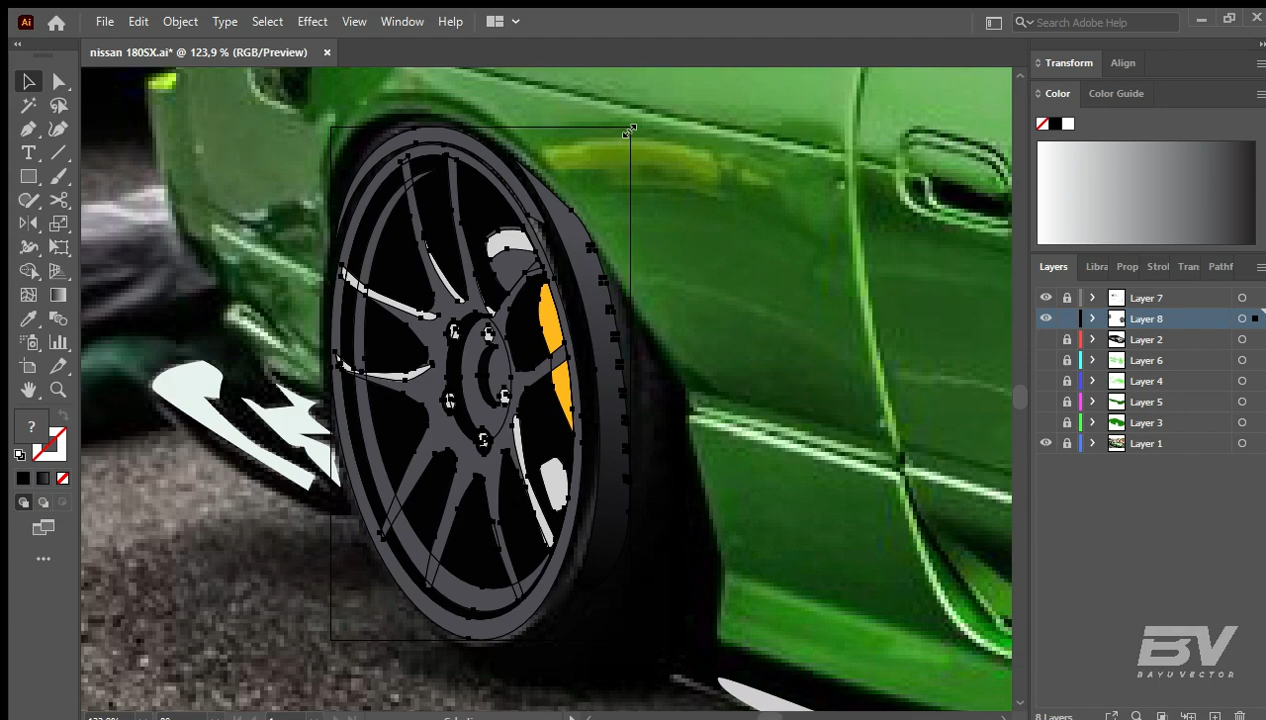 Ai File Edit Object Type Select Effect View Window Help Search Adobe Help
nissan 180SX.ai* @ 123,9 % (RGB/Preview) ×
Transform Align
Color Color Guide
Layers Libra Prop Strol Tran Pathf
Layer 7
Layer 8
Layer 2
Layer 6
Layer 4
Layer 5
Layer 3
Layer 1
?
BV
BAYU VECTOR
8 Layers